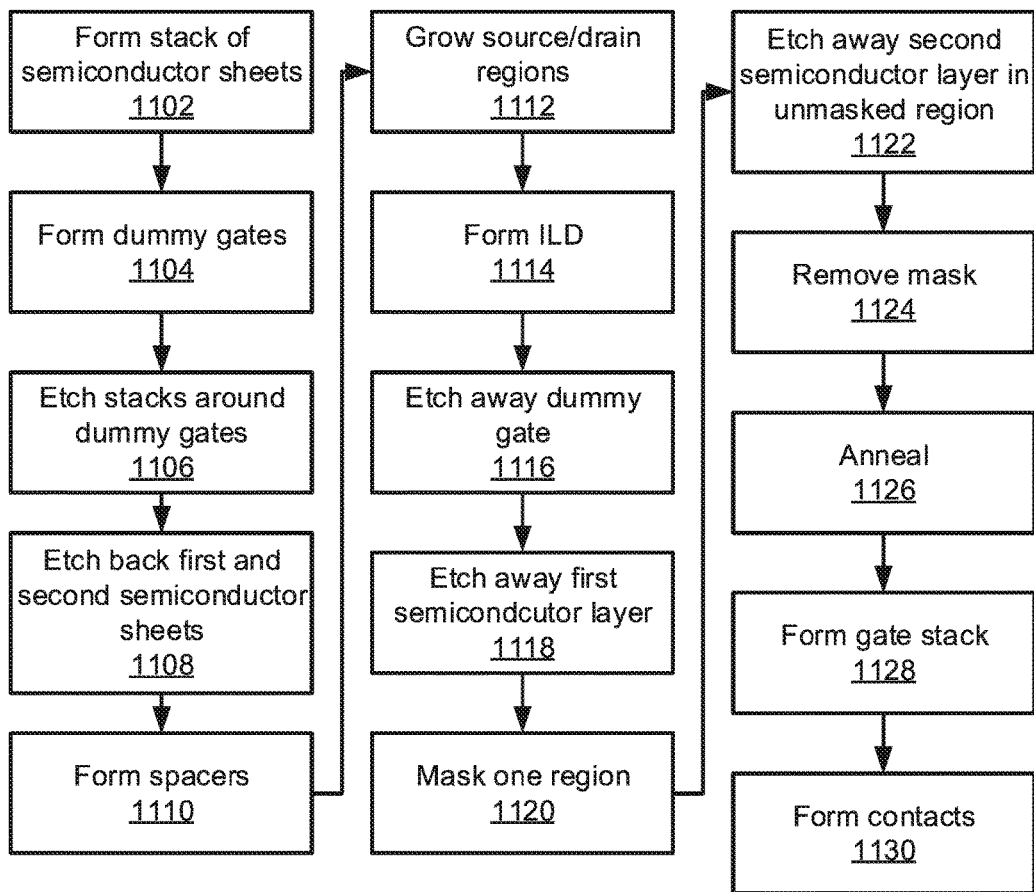 Form stack of
semiconductor sheets
1102
Form dummy gates
1104
Etch stacks around
dummy gates
1106
Etch back first and
second semiconductor
sheets
1108
Form spacers
1110
Grow source/drain
regions
1112
Form ILD
1114
Etch away dummy
gate
1116
Etch away first
semicondcutor layer
1118
Mask one region
1120
Etch away second
semiconductor layer in
unmasked region
1122
Remove mask
1124
Anneal
1126
Form gate stack
1128
Form contacts
1130